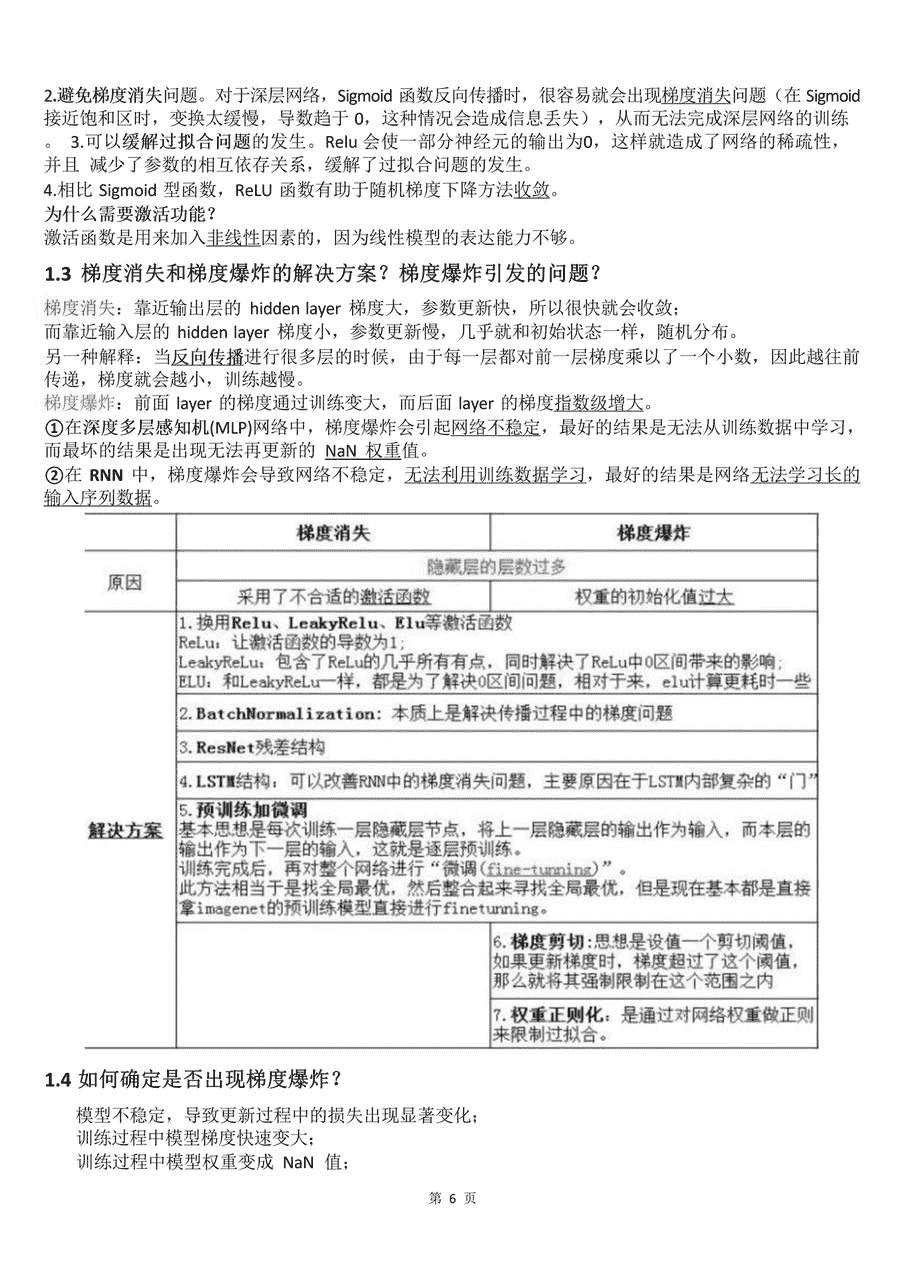 2.避免梯度消失问题。对于深层网络，Sigmoid 函数反向传播时，很容易就会出现梯度消失问题（在 Sigmoid
接近饱和区时，变换太缓慢，导数趋于 0，这种情况会造成信息丢失），从而无法完成深层网络的训练
。 3.可以缓解过拟合问题的发生。Relu 会使一部分神经元的输出为0，这样就造成了网络的稀疏性，
并且 减少了参数的相互依存关系，缓解了过拟合问题的发生。
4.相比 Sigmoid 型函数，ReLU 函数有助于随机梯度下降方法收敛。
为什么需要激活功能？
激活函数是用来加入非线性因素的，因为线性模型的表达能力不够。
1.3 梯度消失和梯度爆炸的解决方案？梯度爆炸引发的问题？
梯度消失：靠近输出层的 hidden layer 梯度大，参数更新快，所以很快就会收敛；
而靠近输入层的 hidden layer 梯度小，参数更新慢，几乎就和初始状态一样，随机分布。
另一种解释：当反向传播进行很多层的时候，由于每一层都对前一层梯度乘以了一个小数，因此越往前
传递，梯度就会越小，训练越慢。
梯度爆炸：前面 layer 的梯度通过训练变大，而后面 layer 的梯度指数级增大。
①在深度多层感知机(MLP)网络中，梯度爆炸会引起网络不稳定，最好的结果是无法从训练数据中学习，
而最坏的结果是出现无法再更新的 NaN 权重值。
②在 RNN 中，梯度爆炸会导致网络不稳定，无法利用训练数据学习，最好的结果是网络无法学习长的
输入序列数据。
梯度消失 梯度爆炸
原因
隐藏层的层数过多
采用了不合适的激活函数 权重的初始化值过大
解决方案
1.换用Relu、LeakyRelu、Elu等激活函数
ReLu：让激活函数的导数为1;
LeakyReLu：包含了ReLu的几乎所有有点，同时解决了ReLu中0区间带来的影响;
ELU：和LeakyReLu一样，都是为了解决0区间问题，相对于来，elu计算更耗时一些
2.BatchNormalization：本质上是解决传播过程中的梯度问题
3.ResNet残差结构
4.LSTM结构：可以改善RNN中的梯度消失问题，主要原因在于LSTM内部复杂的“门”
5.预训练加微调
基本思想是每次训练一层隐藏层节点，将上一层隐藏层的输出作为输入，而本层的
输出作为下一层的输入，这就是逐层预训练。
训练完成后，再对整个网络进行“微调(fine-tunning)”。
此方法相当于是找全局最优，然后整合起来寻找全局最优，但是现在基本都是直接
拿imagenet的预训练模型直接进行finetunning。
6.梯度剪切:思想是设值一个剪切阈值，
如果更新梯度时，梯度超过了这个阈值，
那么就将其强制限制在这个范围之内
7.权重正则化：是通过对网络权重做正则
来限制过拟合。
1.4 如何确定是否出现梯度爆炸？
模型不稳定，导致更新过程中的损失出现显著变化；
训练过程中模型梯度快速变大；
训练过程中模型权重变成 NaN 值；
第 6 页